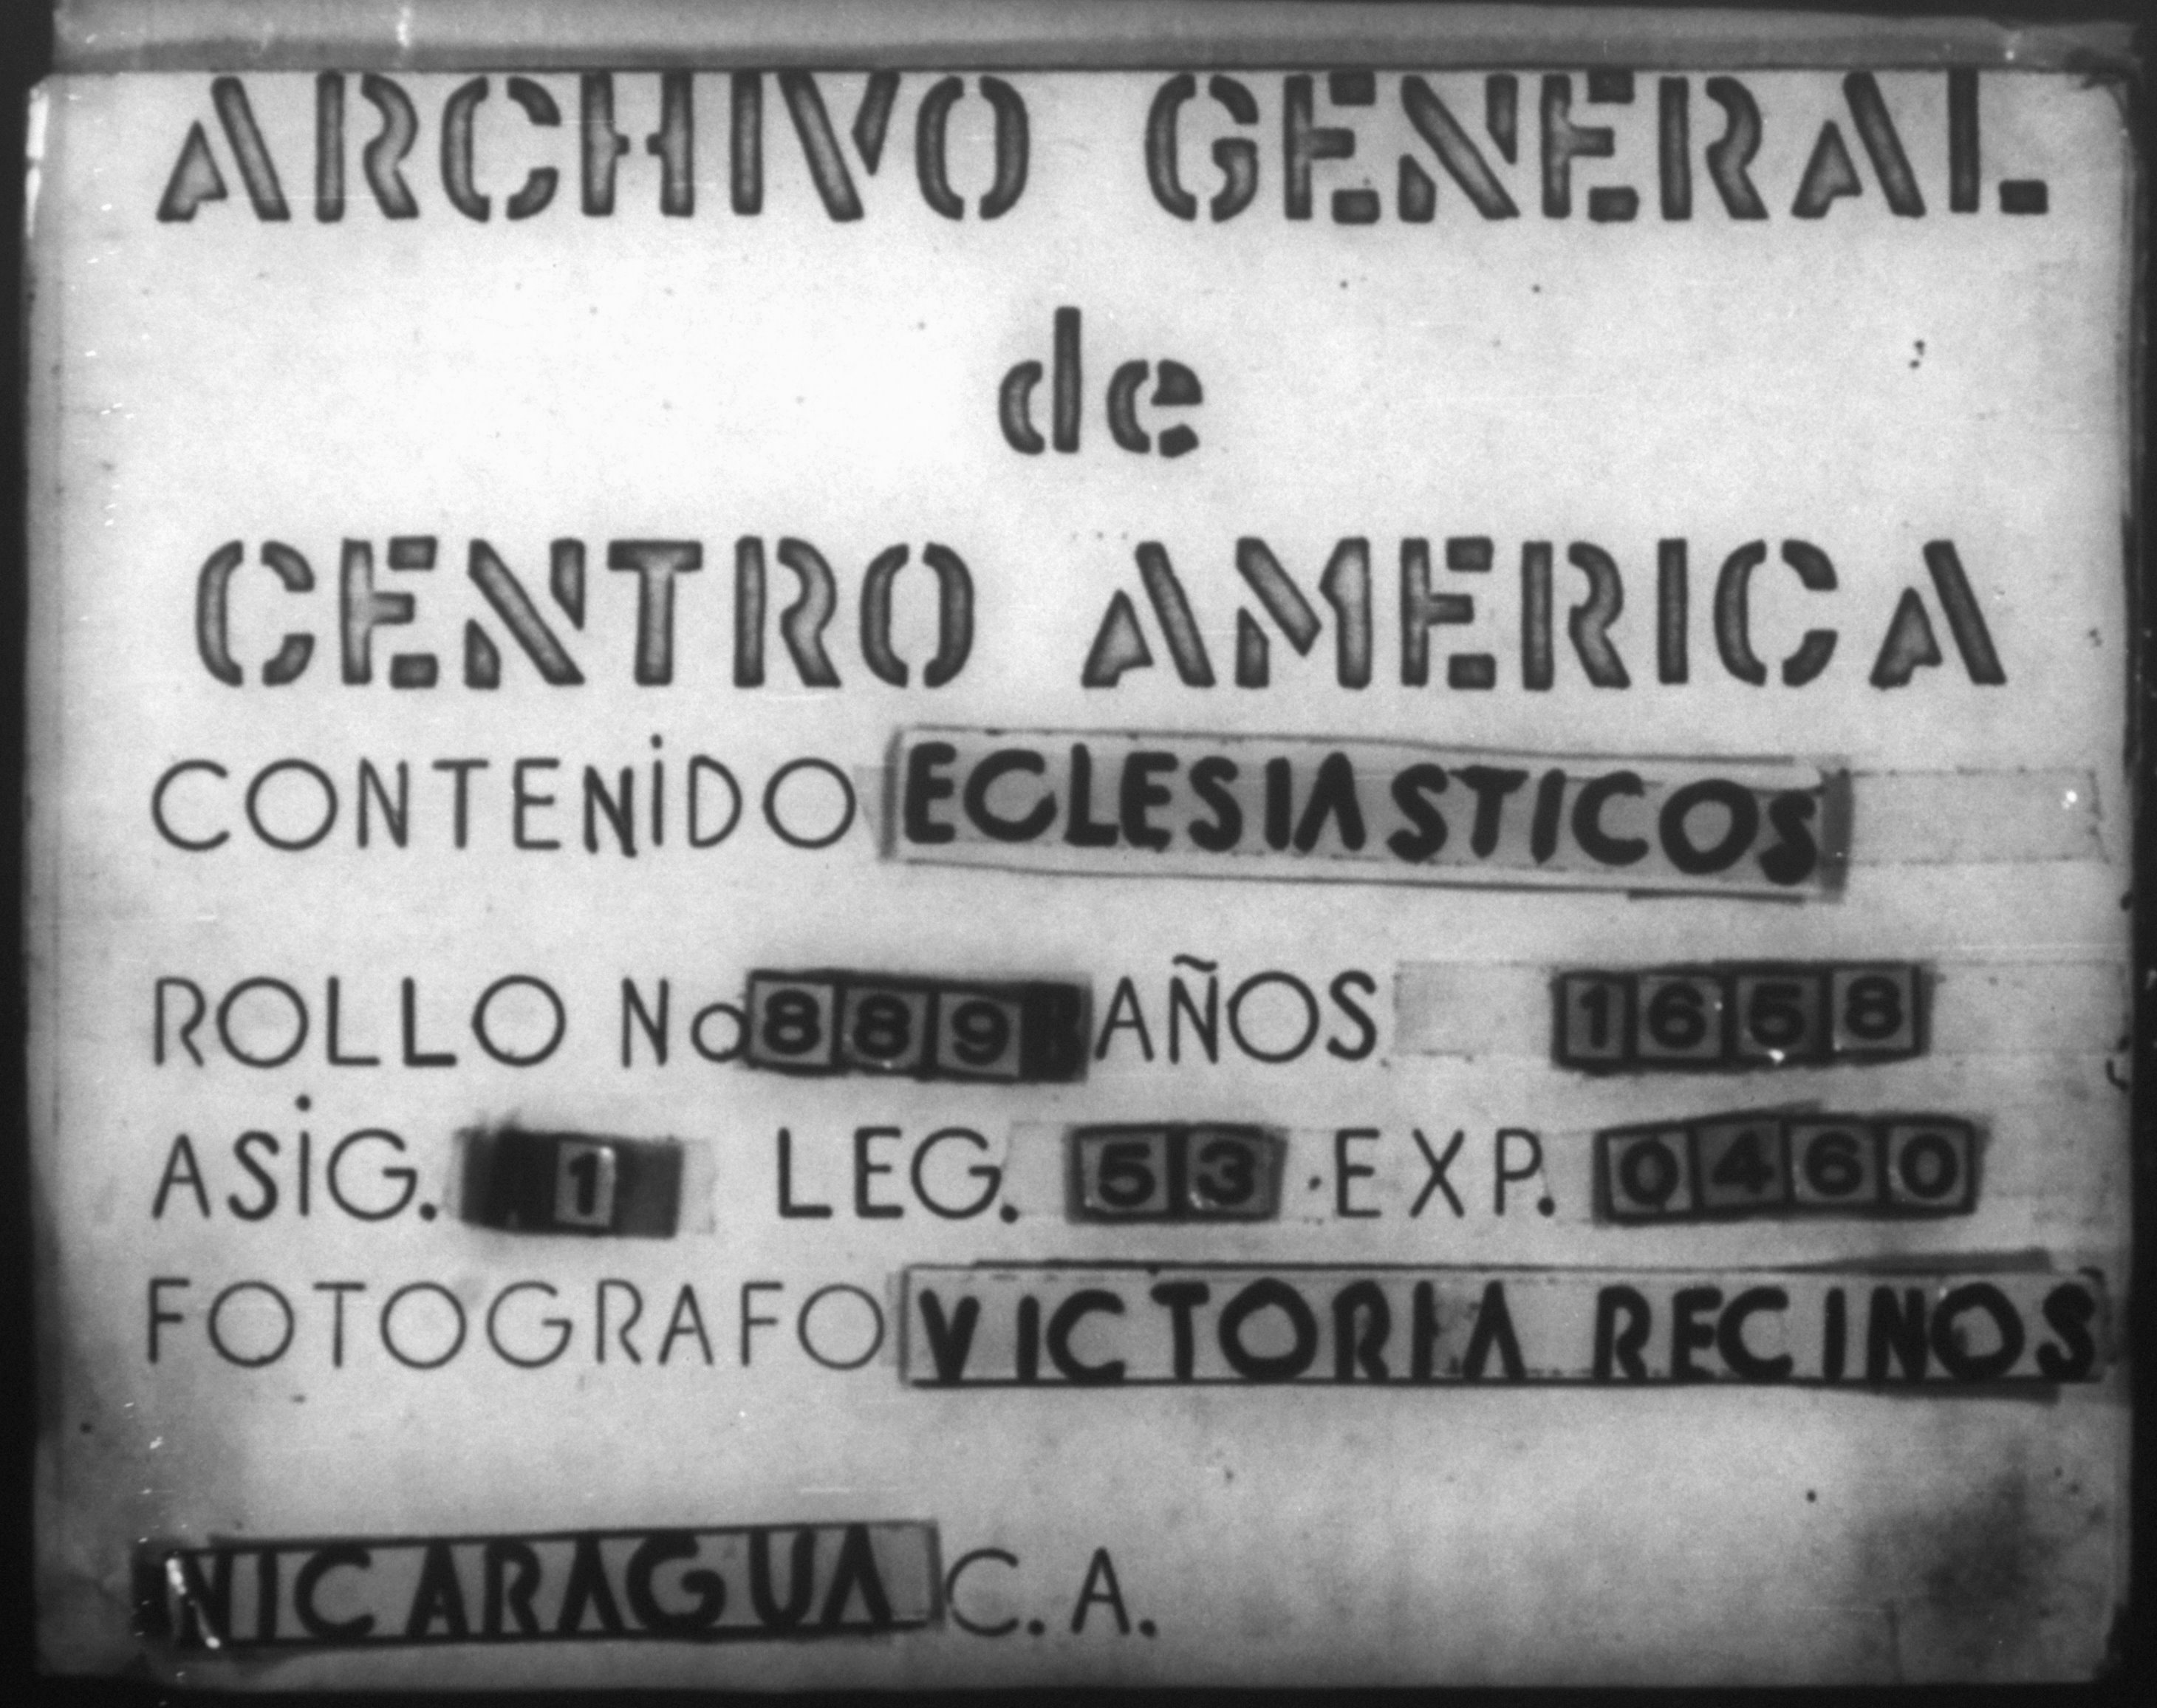 ARCHIVO GENERAL
de
CENTRO AMERICA
CONTENIDO ECLESIASTICOS
ROLLO No 889 AÑOS 1658
ASIG. 1 LEG. 53 EXP. 0460
FOTOGRAFO VICTORIA RECINOS
NICARAGUA C. A.